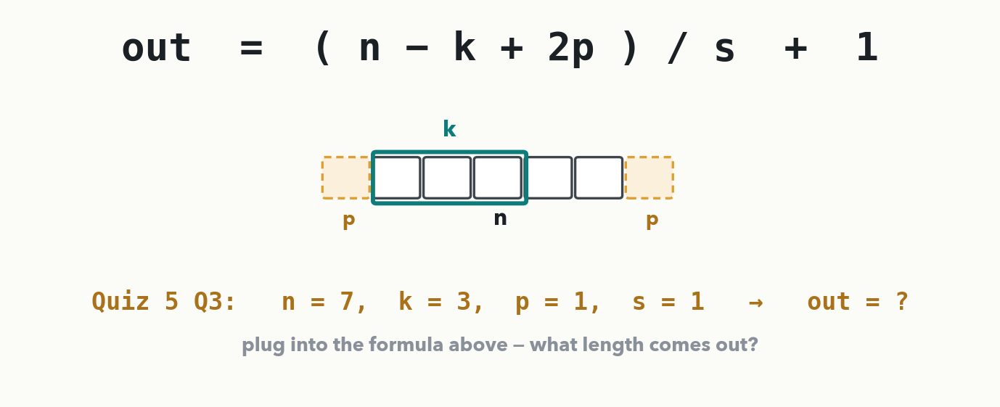 out = ( n − k + 2p ) / s + 1
k
p n p
Quiz 5 Q3: n = 7, k = 3, p = 1, s = 1 → out = ?
plug into the formula above – what length comes out?